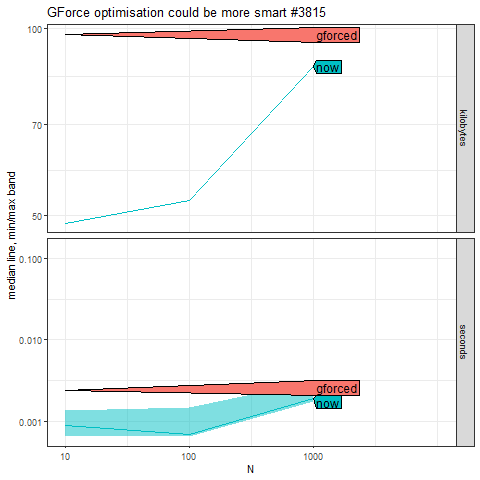 GForce optimisation could be more smart #3815
100
70
50
gforced
now
kilobytes
median line, min/max band
0.100
0.010
0.001
gforced
now
seconds
10 100 1000
N